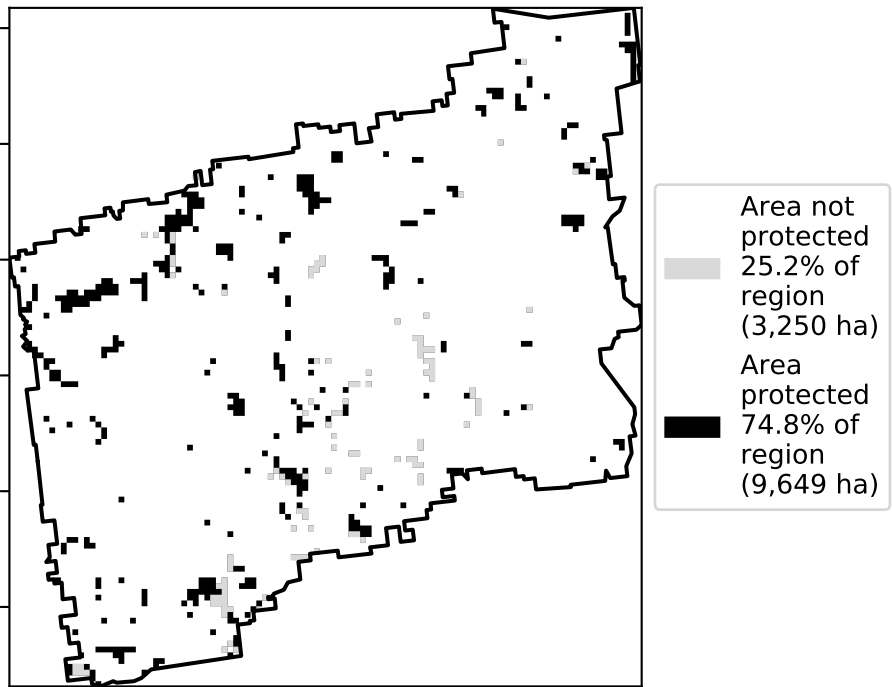 Area not
protected
25.2% of
region
(3,250 ha)
Area
protected
74.8% of
region
(9,649 ha)